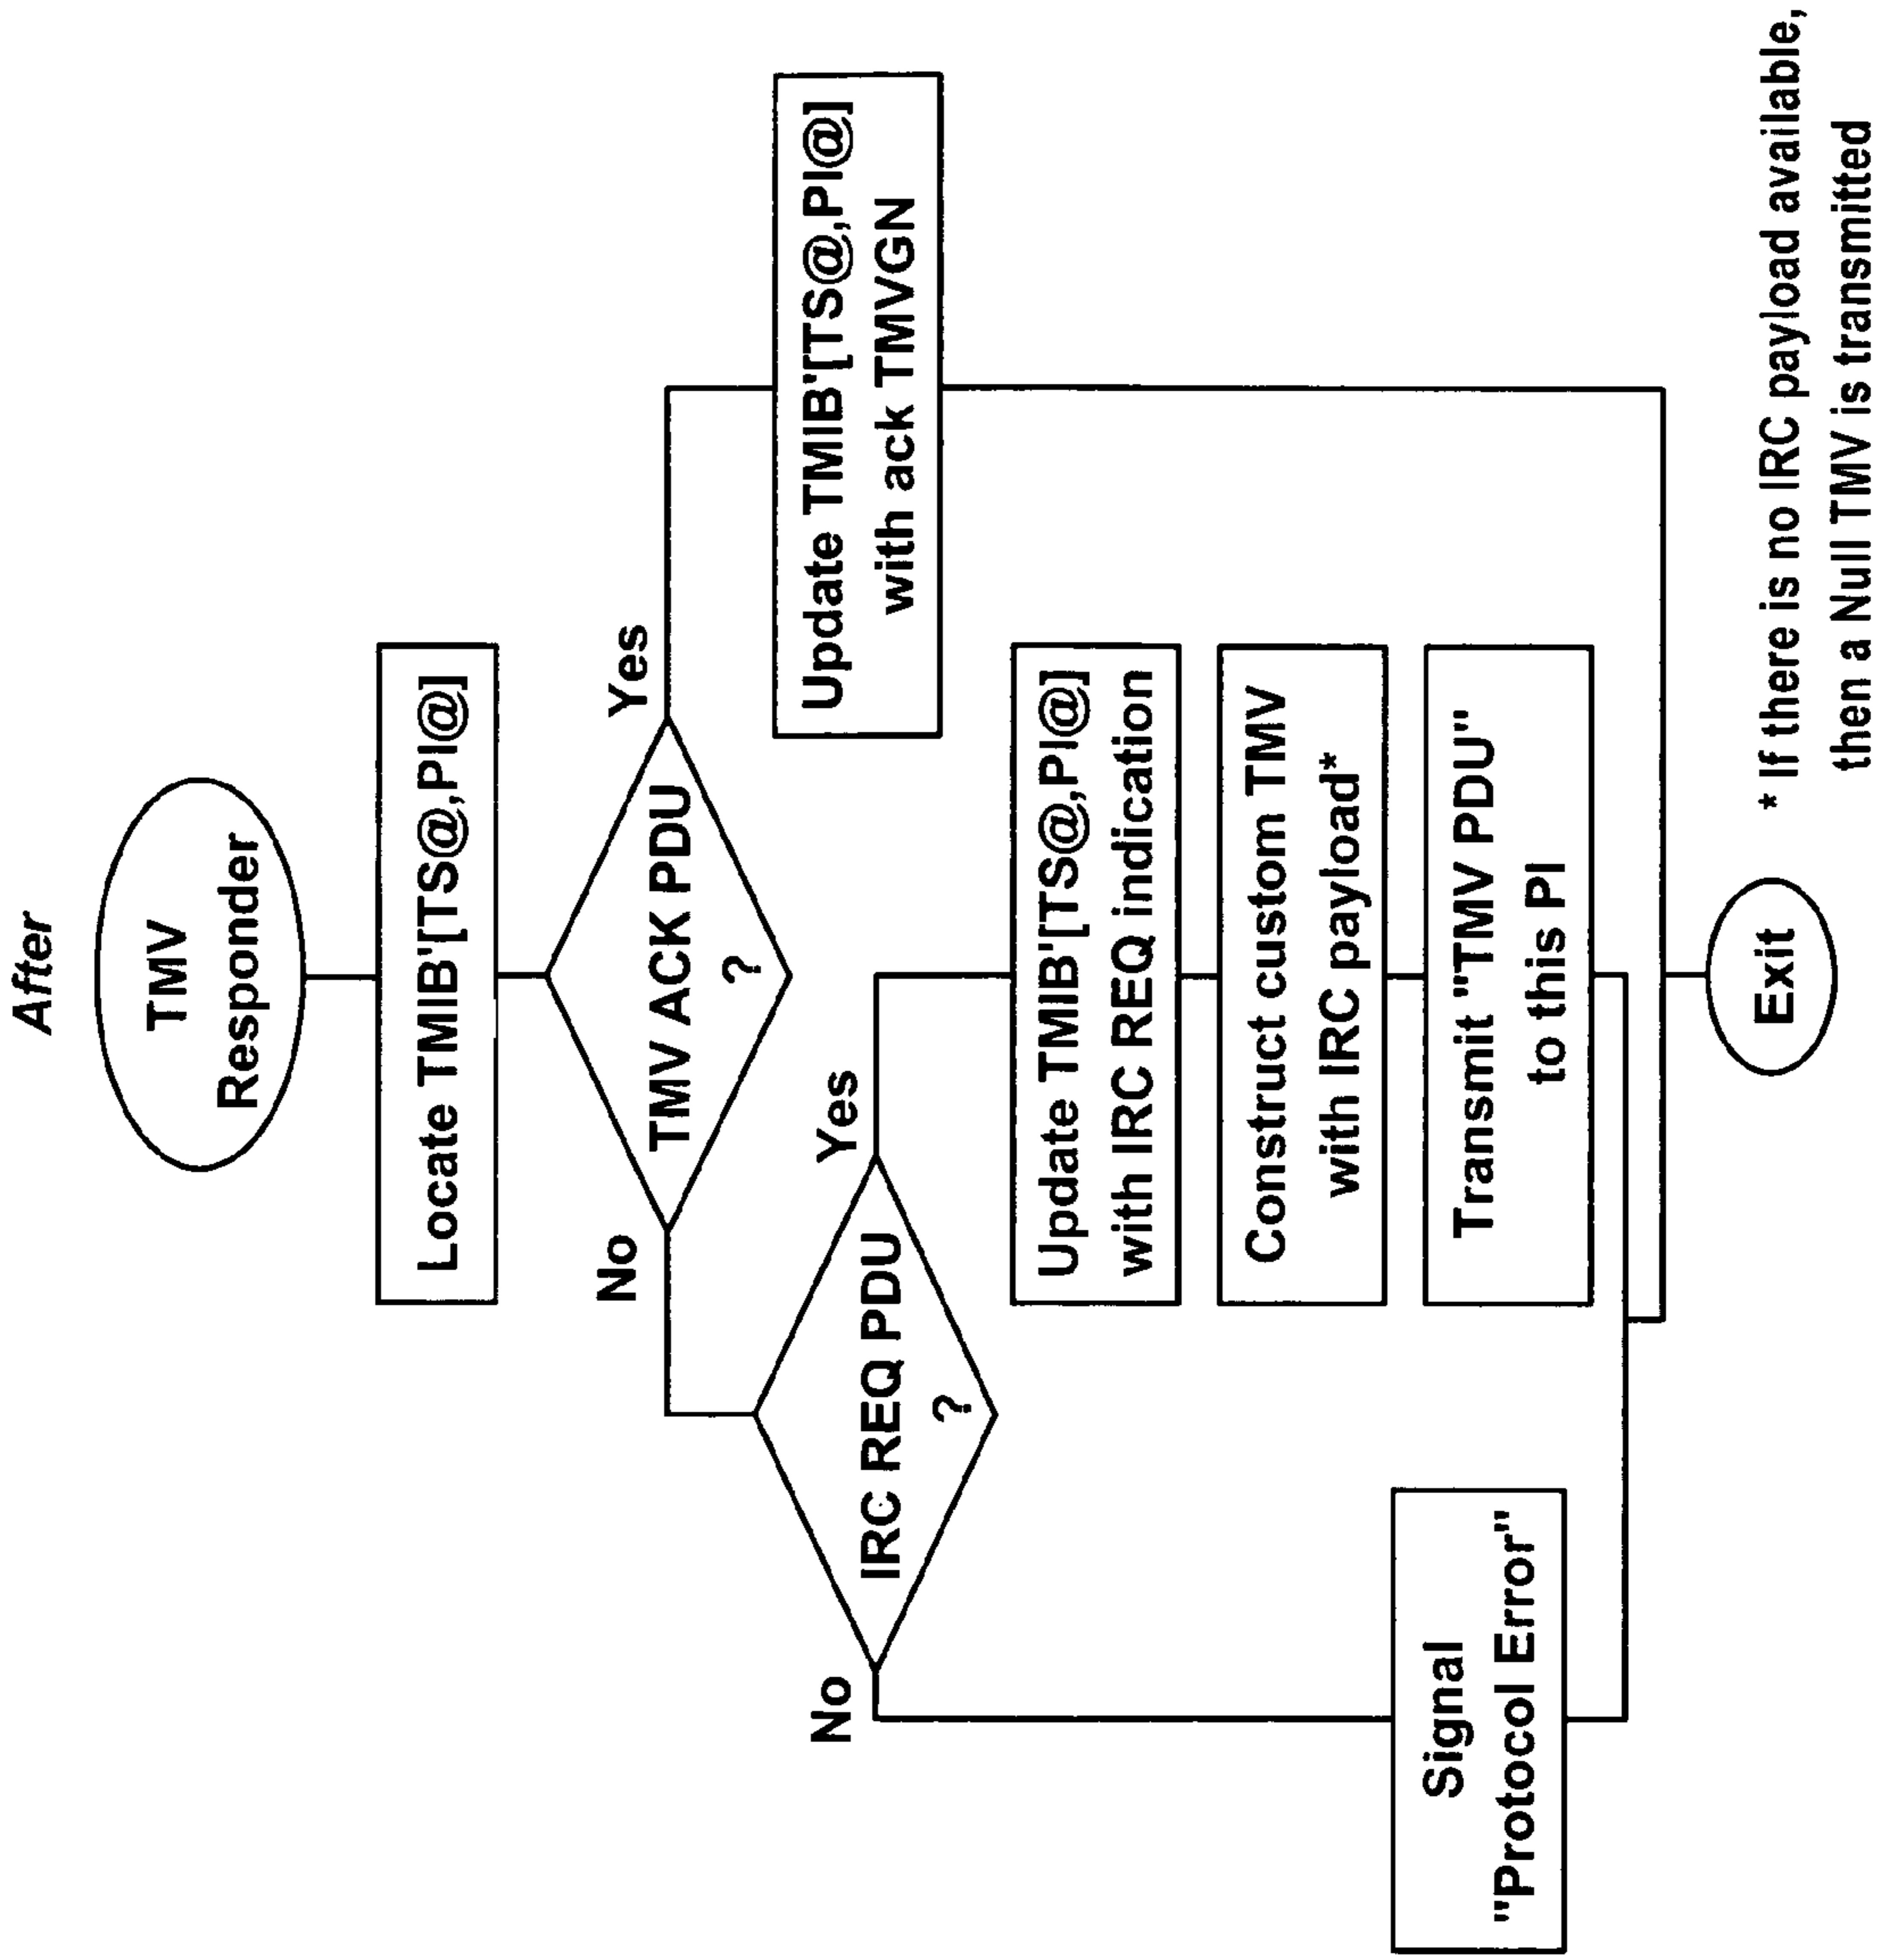 After
TMV
Responder
Locate TMIB'[TS@,PI@]
TMV ACK PDU
?
No
Yes
Update TMIB'[TS@,PI@]
with ack TMVGN
IRC REQ PDU
?
No
Yes
Update TMIB'[TS@,PI@]
with IRC REQ indication
Construct custom TMV
with IRC payload*
Transmit "TMV PDU"
to this PI
Signal
"Protocol Error"
Exit
* If there is no IRC payload available,
then a Null TMV is transmitted